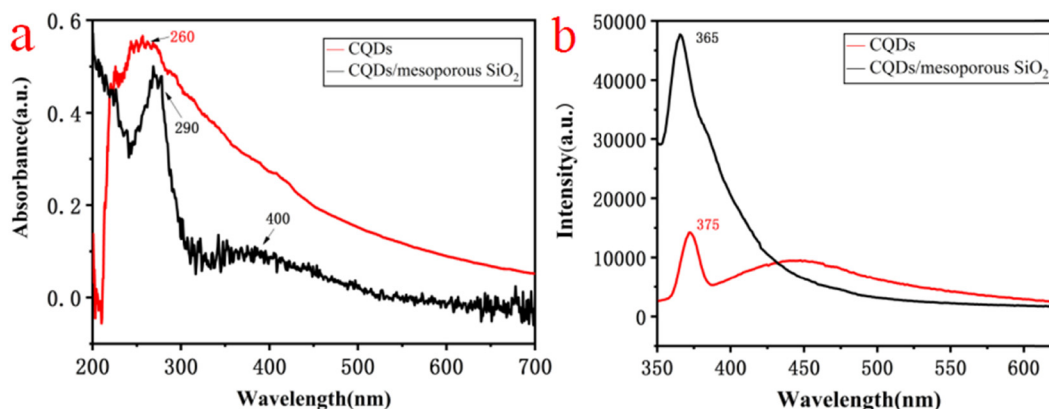 a
0.6
0.4
0.2
0.0
Absorbance(a.u.)
260
290
400
CQDs
CQDs/mesoporous SiO₂
200 300 400 500 600 700
Wavelength(nm)
b
50000
40000
30000
20000
10000
0
Intensity(a.u.)
365
375
CQDs
CQDs/mesoporous SiO₂
350 400 450 500 550 600
Wavelength(nm)